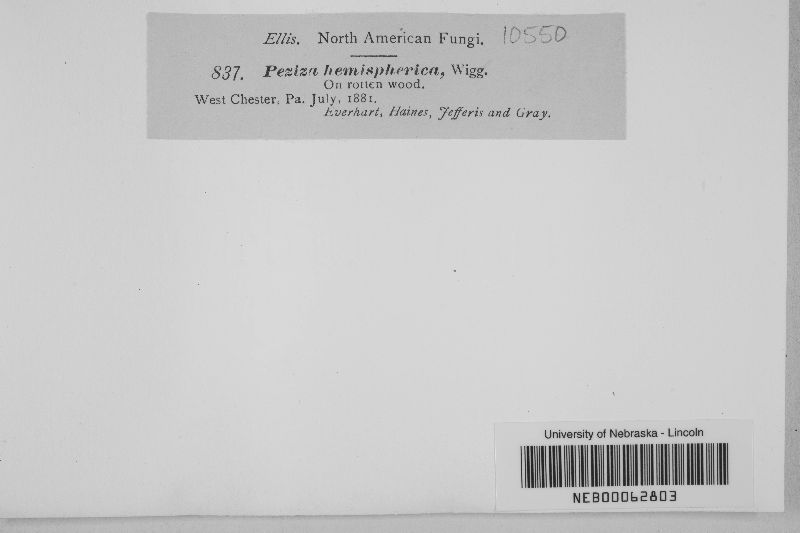 Ellis. North American Fungi. 10550
837. Peziza hemispherica, Wigg.
On rotten wood.
West Chester, Pa. July, 1881.
Everhart, Haines, Jefferis and Gray.
University of Nebraska - Lincoln
NEB00062803